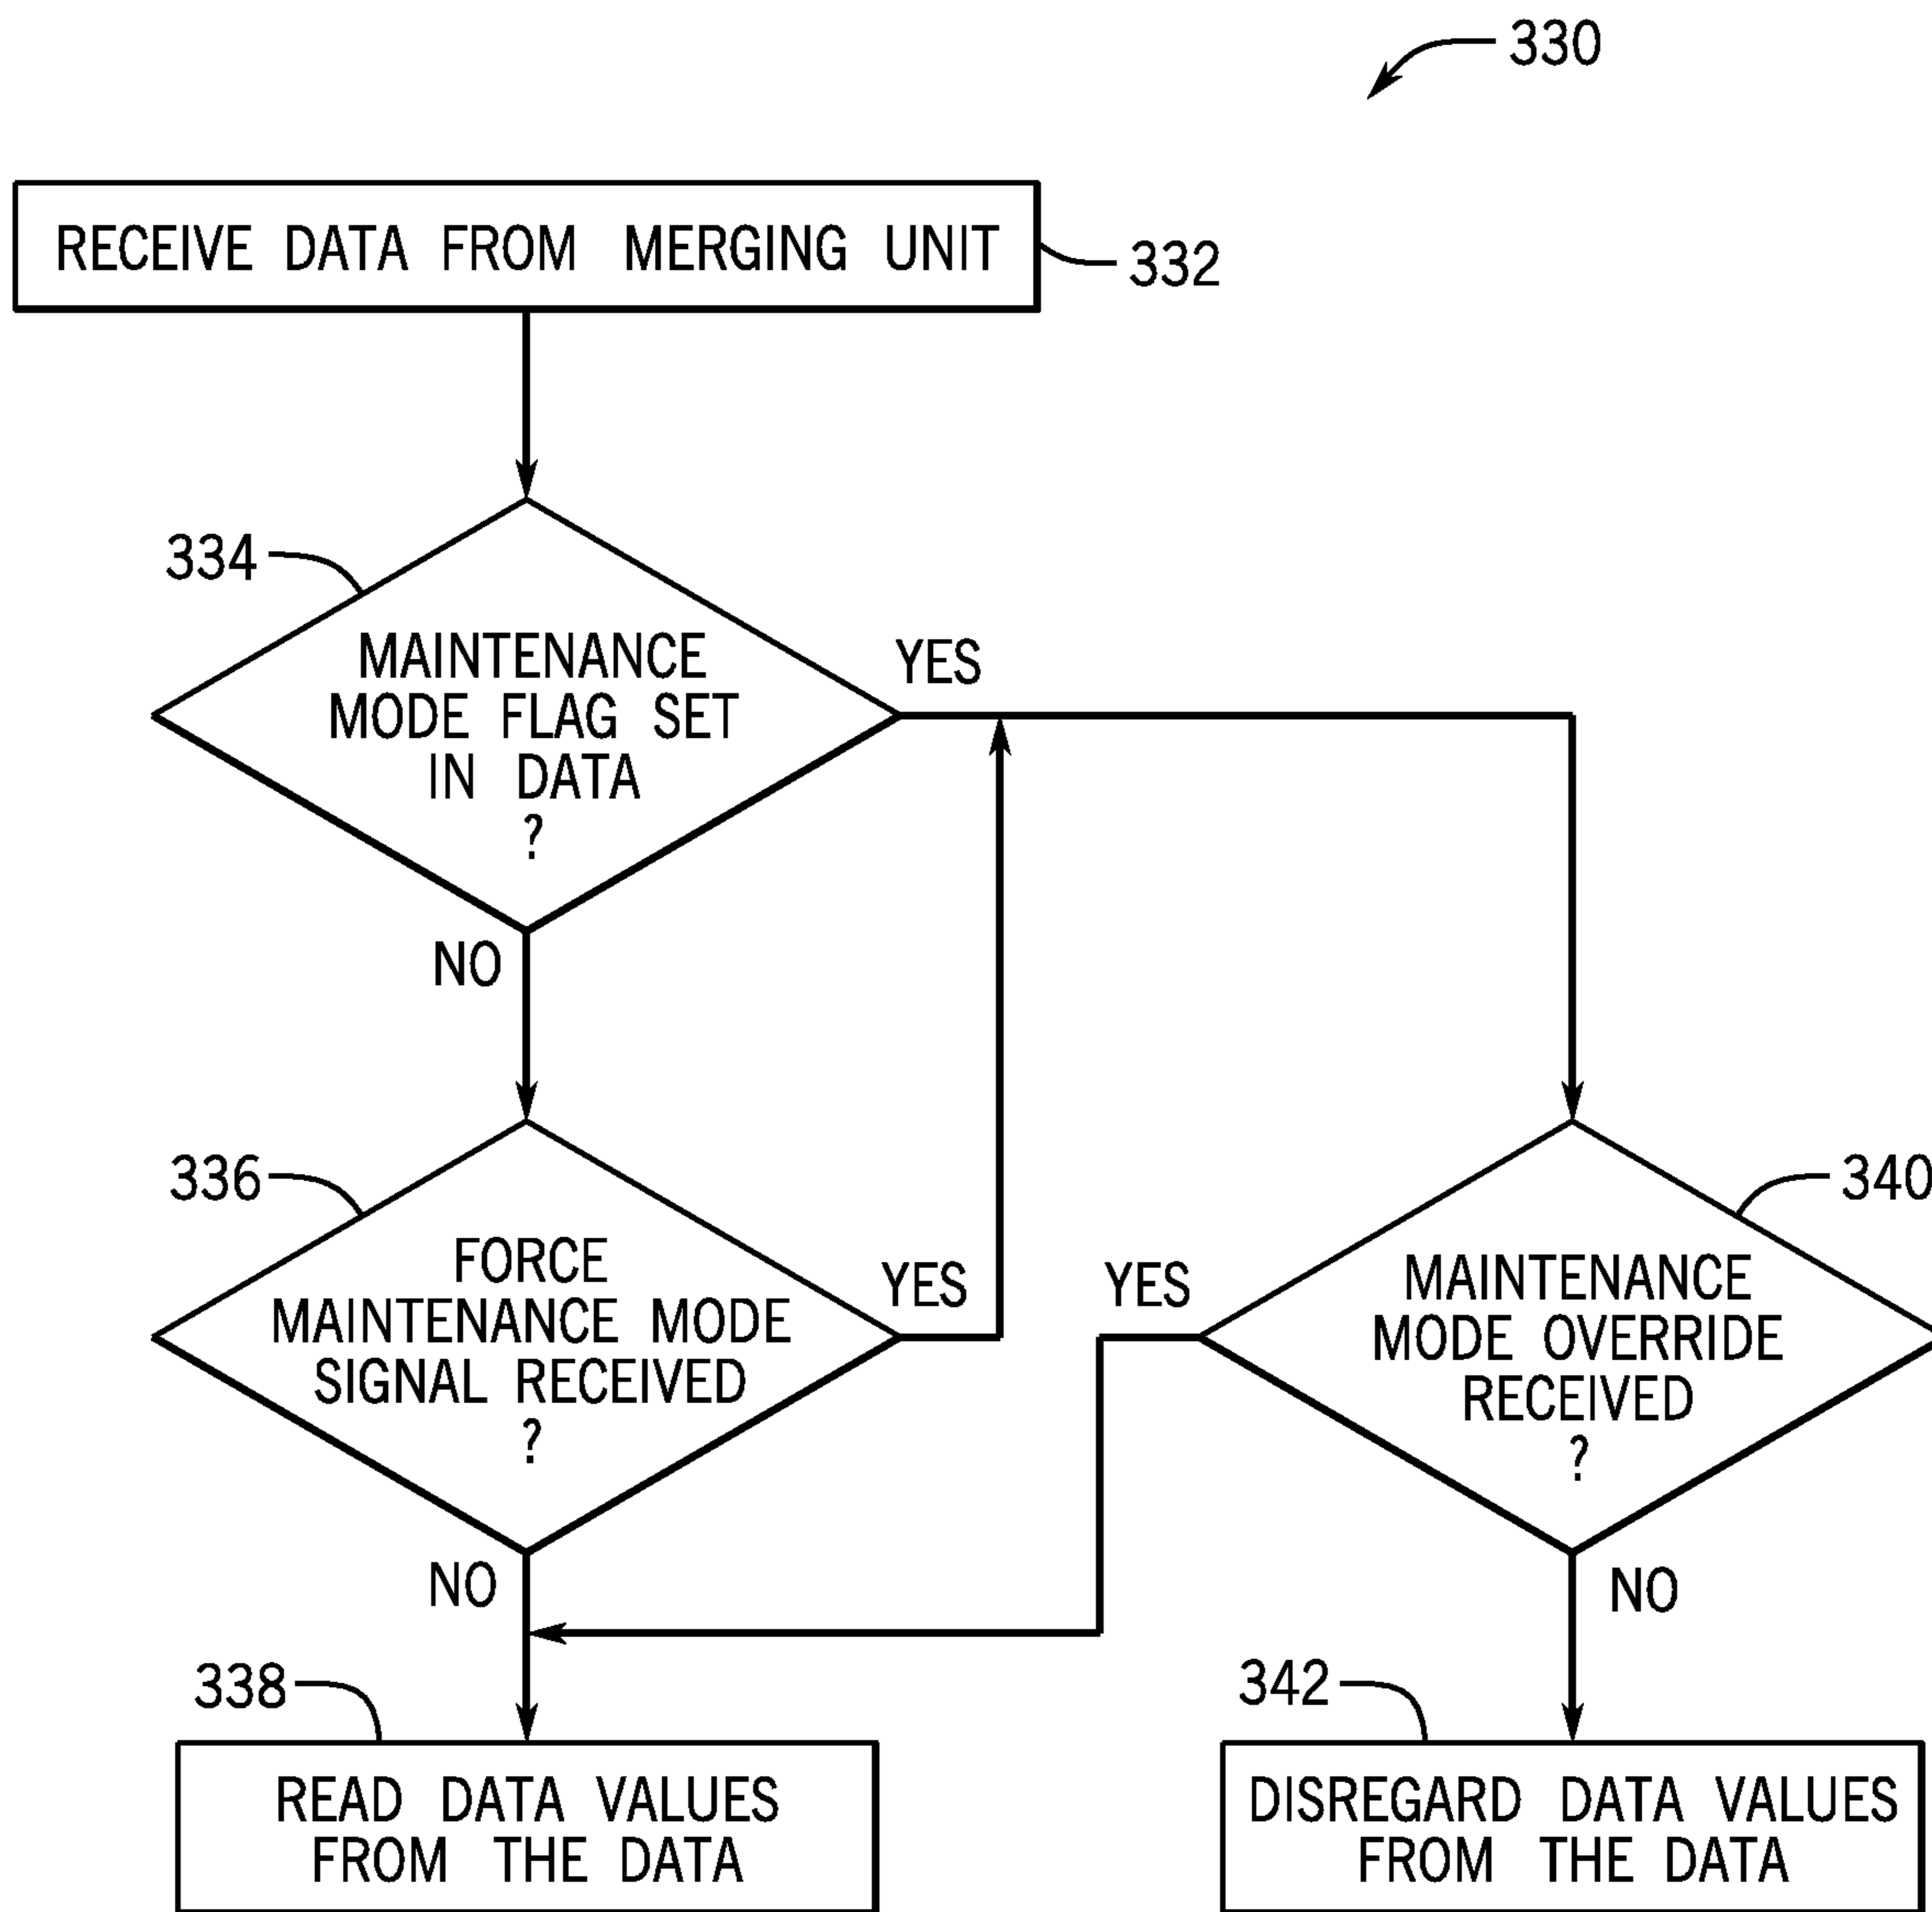 330
RECEIVE DATA FROM MERGING UNIT
332
334
MAINTENANCE
MODE FLAG SET
IN DATA
?
YES
NO
336
FORCE
MAINTENANCE MODE
SIGNAL RECEIVED
?
YES
NO
YES
340
MAINTENANCE
MODE OVERRIDE
RECEIVED
?
NO
338
READ DATA VALUES
FROM THE DATA
342
DISREGARD DATA VALUES
FROM THE DATA